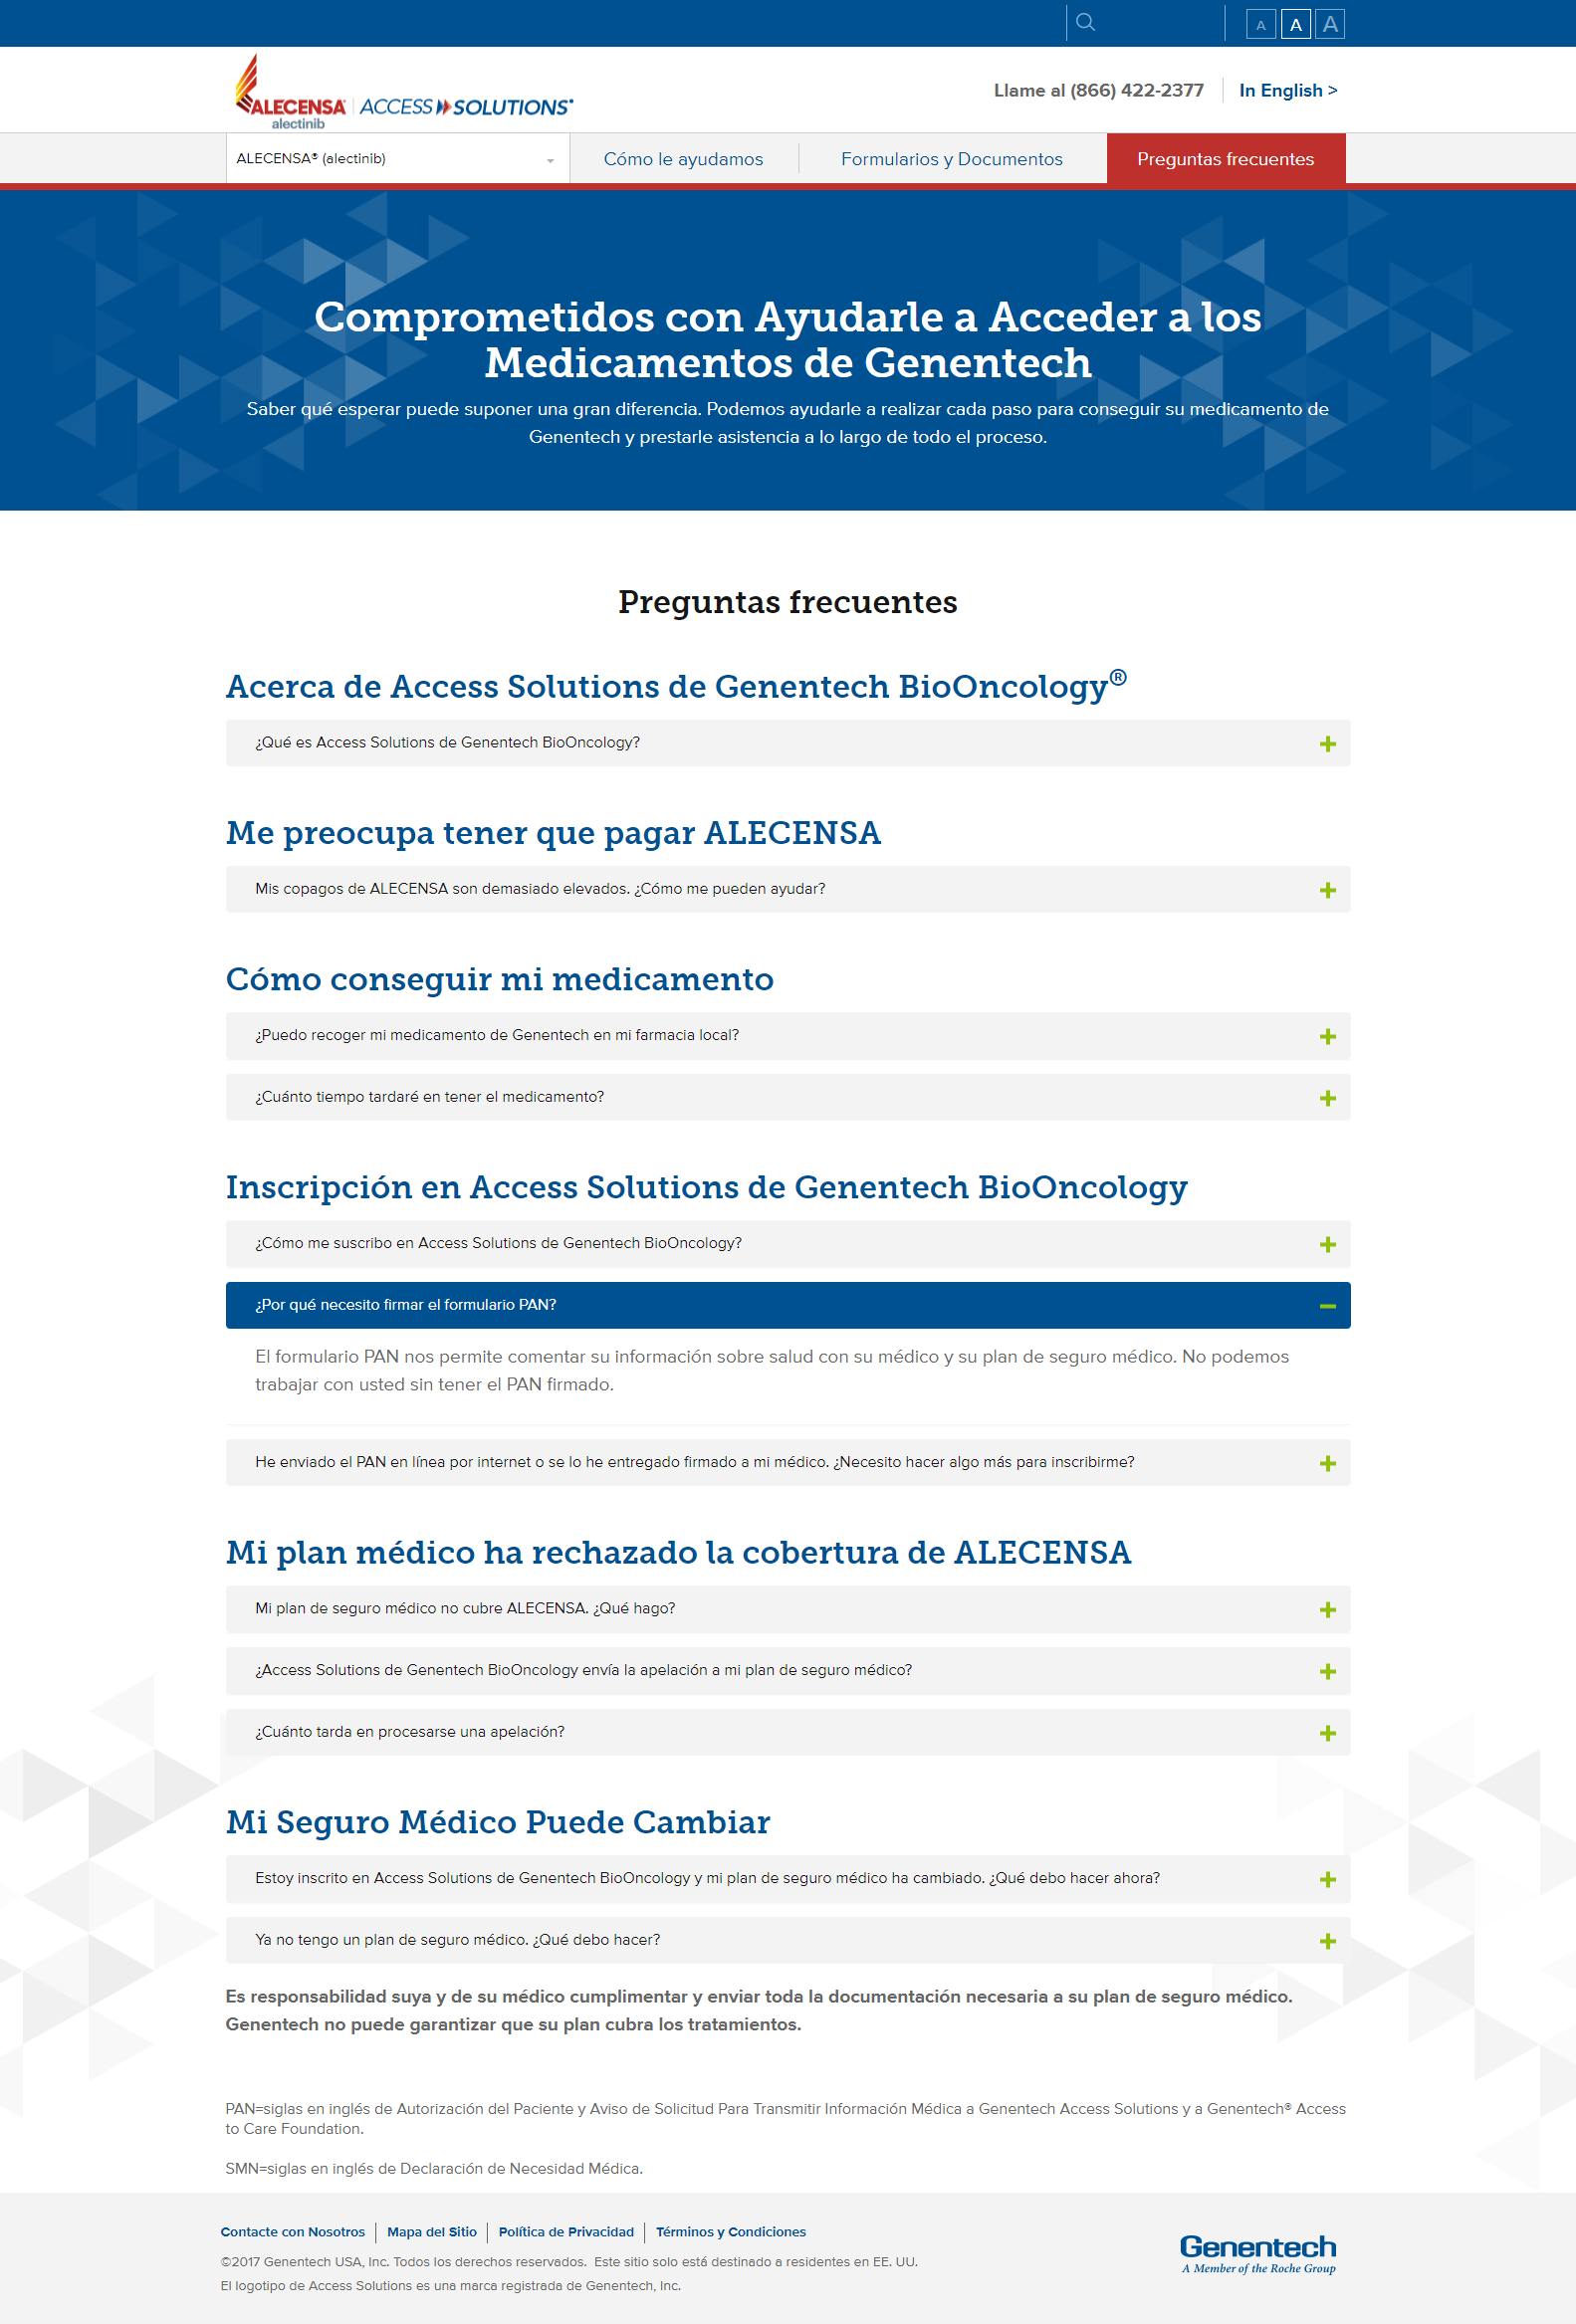 A A A
ALECENSA® alectinib ACCESS SOLUTIONS®
Llame al (866) 422-2377 In English >
ALECENSA® (alectinib) Cómo le ayudamos Formularios y Documentos Preguntas frecuentes
Comprometidos con Ayudarle a Acceder a los
Medicamentos de Genentech
Saber qué esperar puede suponer una gran diferencia. Podemos ayudarle a realizar cada paso para conseguir su medicamento de
Genentech y prestarle asistencia a lo largo de todo el proceso.
Preguntas frecuentes
Acerca de Access Solutions de Genentech BioOncology®
¿Qué es Access Solutions de Genentech BioOncology?
Me preocupa tener que pagar ALECENSA
Mis copagos de ALECENSA son demasiado elevados. ¿Cómo me pueden ayudar?
Cómo conseguir mi medicamento
¿Puedo recoger mi medicamento de Genentech en mi farmacia local?
¿Cuánto tiempo tardaré en tener el medicamento?
Inscripción en Access Solutions de Genentech BioOncology
¿Cómo me suscribo en Access Solutions de Genentech BioOncology?
¿Por qué necesito firmar el formulario PAN?
El formulario PAN nos permite comentar su información sobre salud con su médico y su plan de seguro médico. No podemos
trabajar con usted sin tener el PAN firmado.
He enviado el PAN en línea por internet o se lo he entregado firmado a mi médico. ¿Necesito hacer algo más para inscribirme?
Mi plan médico ha rechazado la cobertura de ALECENSA
Mi plan de seguro médico no cubre ALECENSA. ¿Qué hago?
¿Access Solutions de Genentech BioOncology envía la apelación a mi plan de seguro médico?
¿Cuánto tarda en procesarse una apelación?
Mi Seguro Médico Puede Cambiar
Estoy inscrito en Access Solutions de Genentech BioOncology y mi plan de seguro médico ha cambiado. ¿Qué debo hacer ahora?
Ya no tengo un plan de seguro médico. ¿Qué debo hacer?
Es responsabilidad suya y de su médico cumplimentar y enviar toda la documentación necesaria a su plan de seguro médico.
Genentech no puede garantizar que su plan cubra los tratamientos.
PAN=siglas en inglés de Autorización del Paciente y Aviso de Solicitud Para Transmitir Información Médica a Genentech Access Solutions y a Genentech® Access
to Care Foundation.
SMN=siglas en inglés de Declaración de Necesidad Médica.
Contacte con Nosotros Mapa del Sitio Política de Privacidad Términos y Condiciones
©2017 Genentech USA, Inc. Todos los derechos reservados. Este sitio solo está destinado a residentes en EE. UU.
El logotipo de Access Solutions es una marca registrada de Genentech, Inc.
Genentech
A Member of the Roche Group